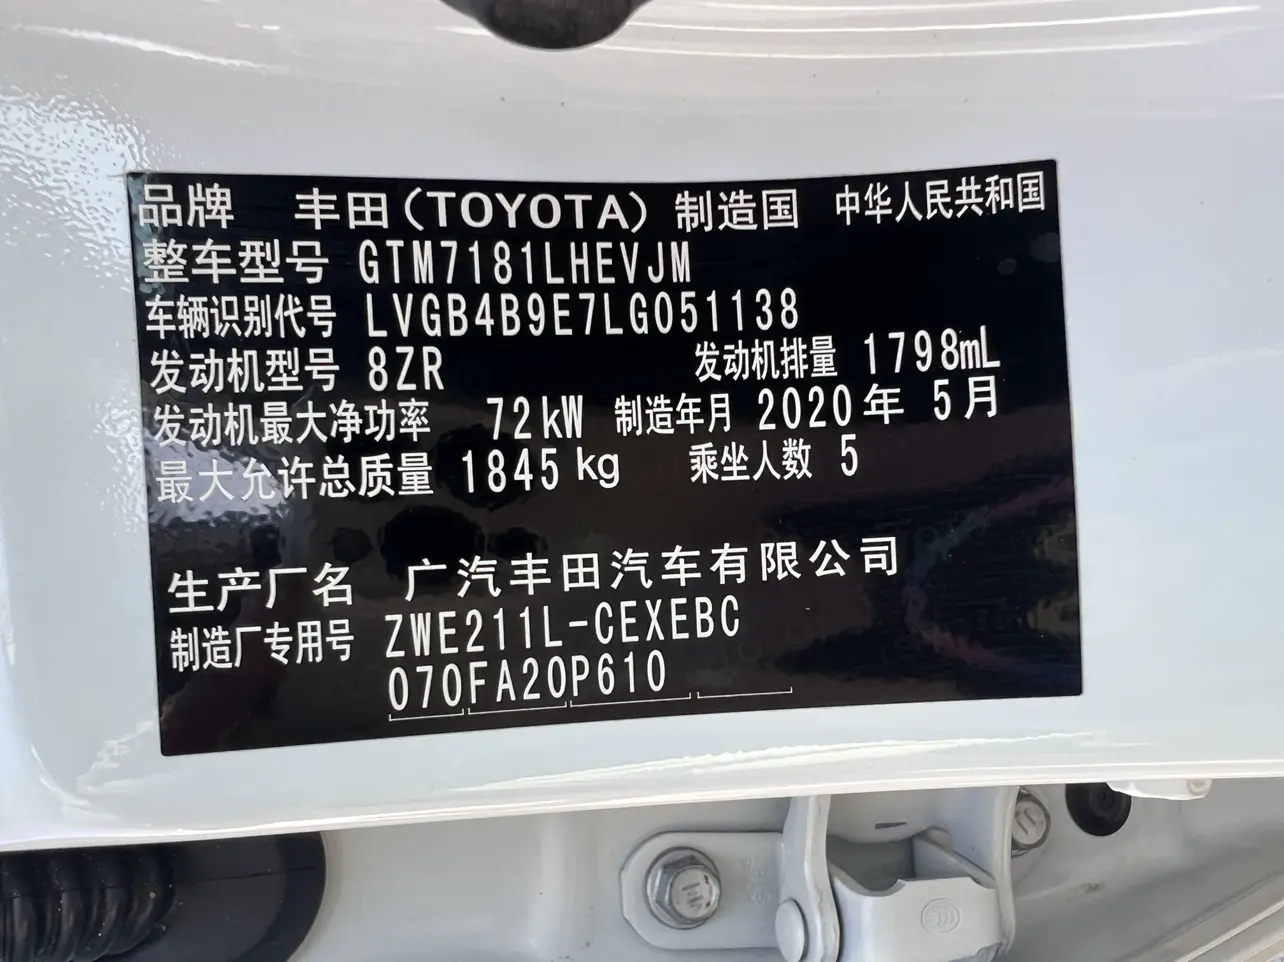 品牌 丰田(TOYOTA) 制造国 中华人民共和国
整车型号 GTM7181LHEVJM
车辆识别代号 LVGB4B9E7LG051138
发动机型号 8ZR 发动机排量 1798mL
发动机最大净功率 72kW 制造年月 2020年 5月
最大允许总质量 1845kg 乘坐人数 5
生产厂名 广汽丰田汽车有限公司
制造厂专用号 ZWE211L-CEXEBC
070FA20P610